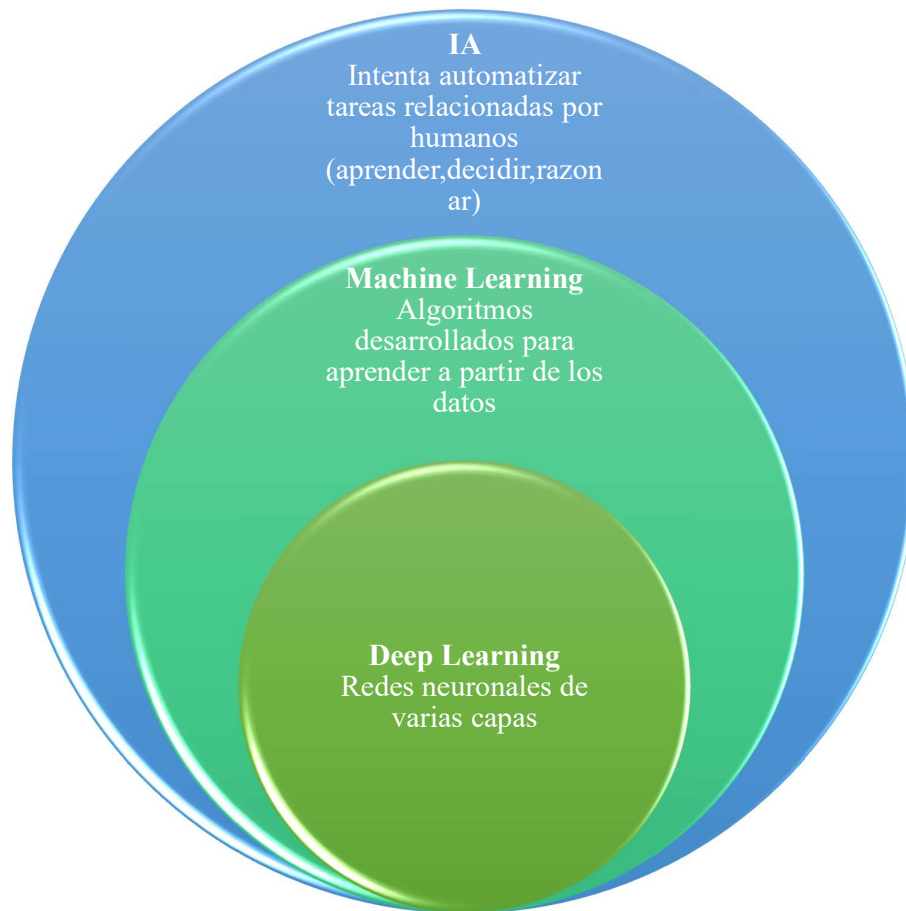 IA
Intenta automatizar
tareas relacionadas por
humanos
(aprender,decidir,razon
ar)
Machine Learning
Algoritmos
desarrollados para
aprender a partir de los
datos
Deep Learning
Redes neuronales de
varias capas